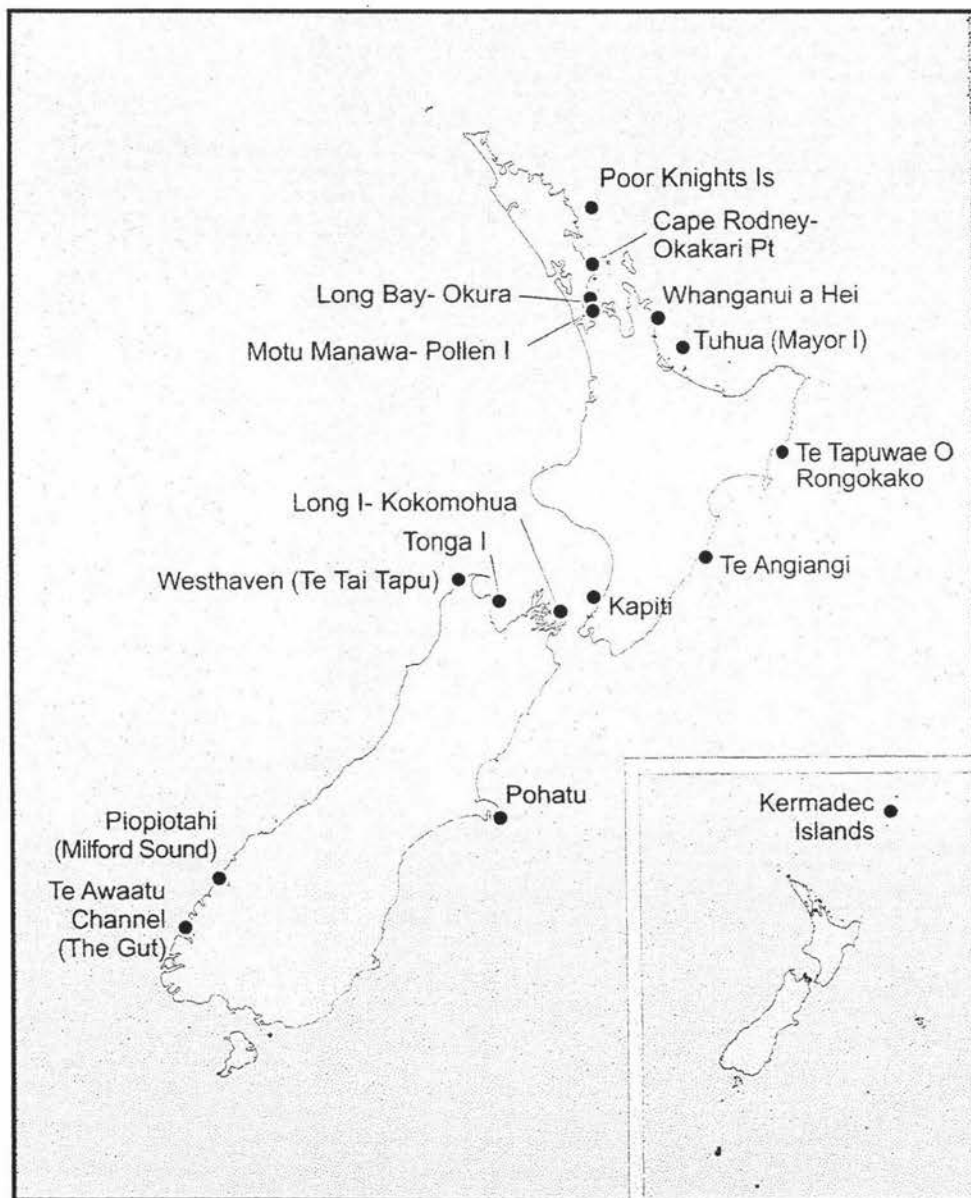 Poor Knights Is
Cape Rodney-
Okakari Pt
Long Bay- Okura
Whanganui a Hei
Motu Manawa- Pollen I
Tuhua (Mayor I)
Te Tapuwae O
Rongokako
Long I- Kokomohua
Tonga I
Westhaven (Te Tai Tapu)
Te Angiangi
Kapiti
Pohatu
Piopiotahi
(Milford Sound)
Te Awaatu
Channel
(The Gut)
Kermadec
Islands